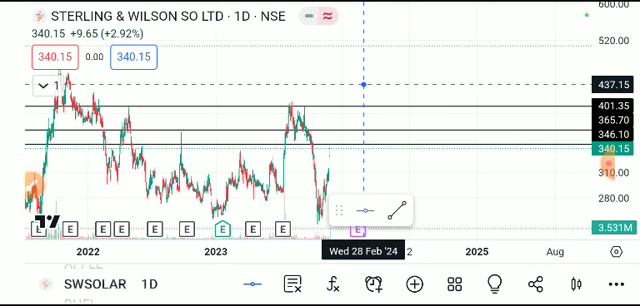 STERLING & WILSON SO LTD · 1D · NSE
600.00
340.15 +9.65 (+2.92%)
520.00
340.15 0.00 340.15
1
437.15
401.35
365.70
346.10
340.15
310.00
280.00
E E E E E E E E E E
3.531M
2022 2023 Wed 28 Feb '24 2 2025 Aug
SWSOLAR 1D